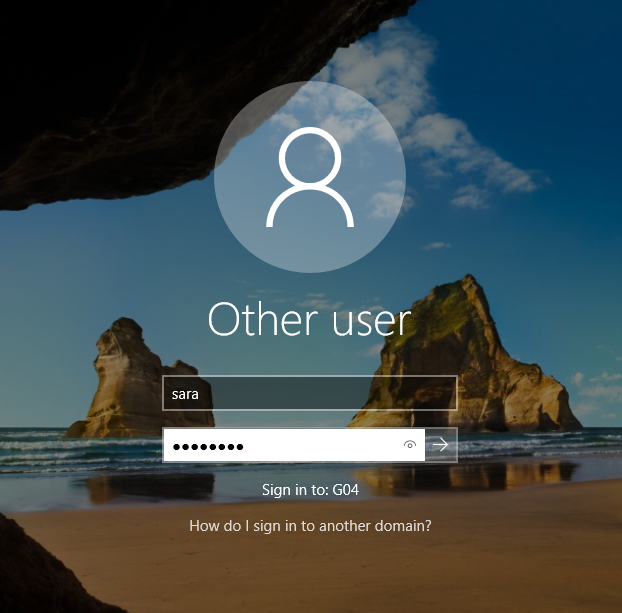 Other user
sara
●●●●●●●●
Sign in to: G04
How do I sign in to another domain?